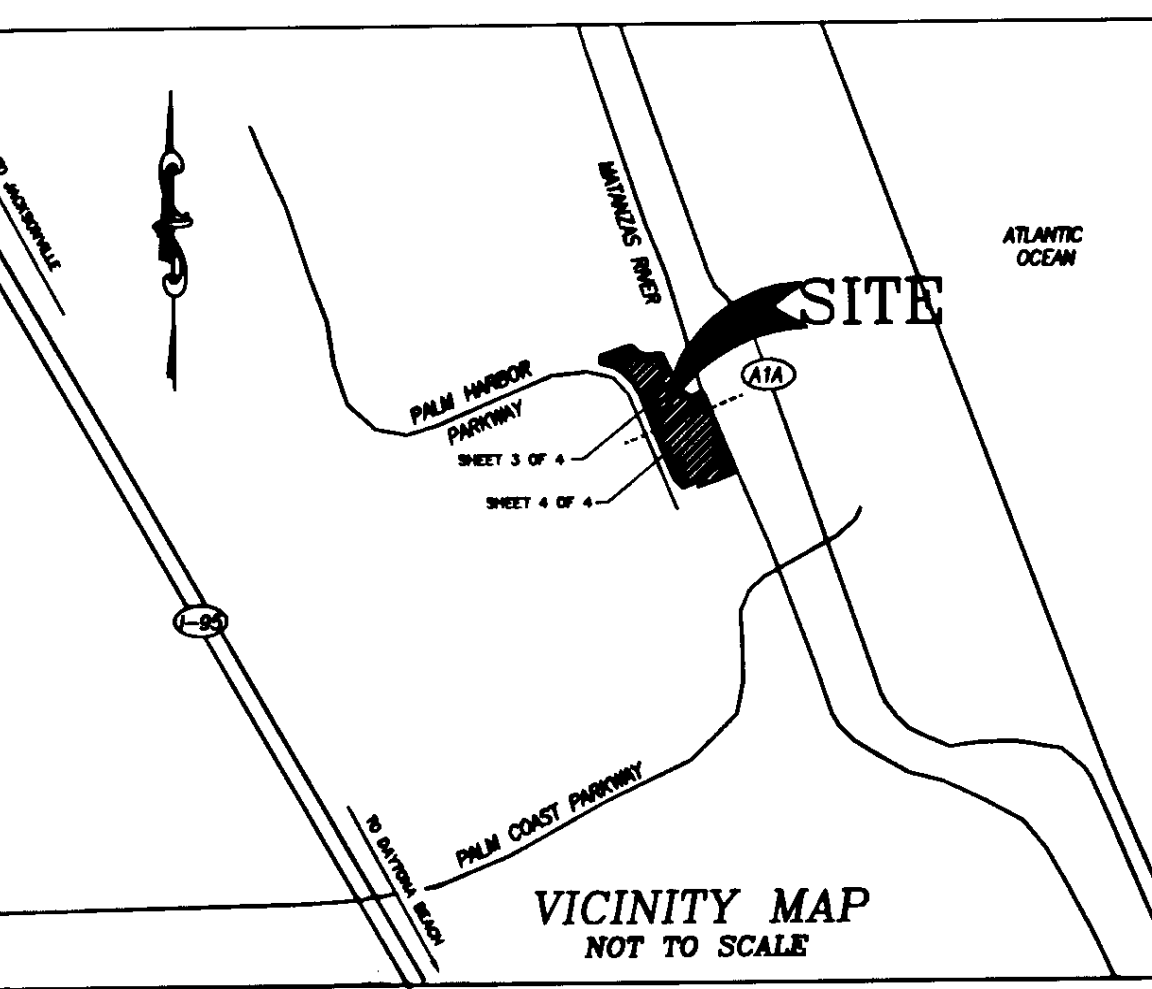 TO JACKSONVILLE
MATANZAS RIVER
ATLANTIC
OCEAN
SITE
A1A
PALM HARBOR
PARKWAY
SHEET 3 OF 4
SHEET 4 OF 4
I-95
PALM COAST PARKWAY
TO DAYTONA BEACH
VICINITY MAP
NOT TO SCALE